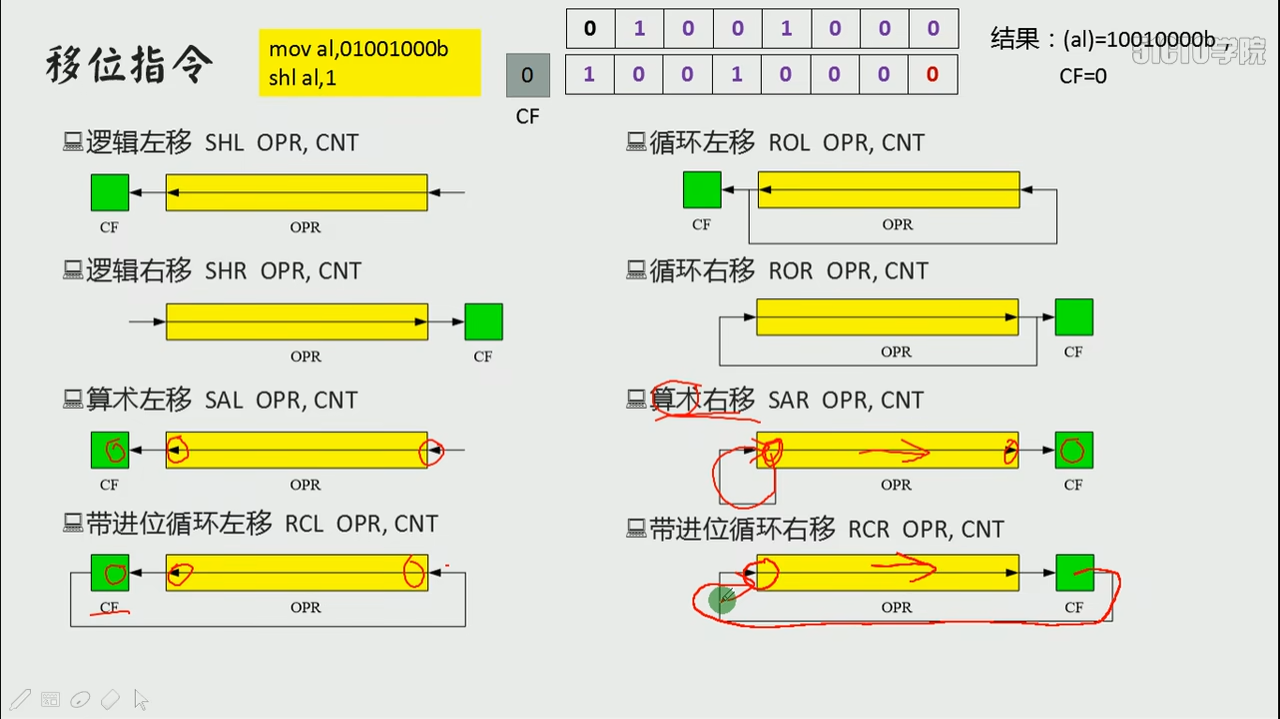 移位指令
mov al,01001000b
shl al,1
0
CF
0 1 0 0 1 0 0 0
1 0 0 1 0 0 0 0
结果：(al)=10010000b，
CF=0
51CTO学院
逻辑左移 SHL OPR, CNT
CF
OPR
逻辑右移 SHR OPR, CNT
OPR
CF
算术左移 SAL OPR, CNT
CF
OPR
带进位循环左移 RCL OPR, CNT
CF
OPR
循环左移 ROL OPR, CNT
CF
OPR
循环右移 ROR OPR, CNT
OPR
CF
算术右移 SAR OPR, CNT
OPR
CF
带进位循环右移 RCR OPR, CNT
OPR
CF